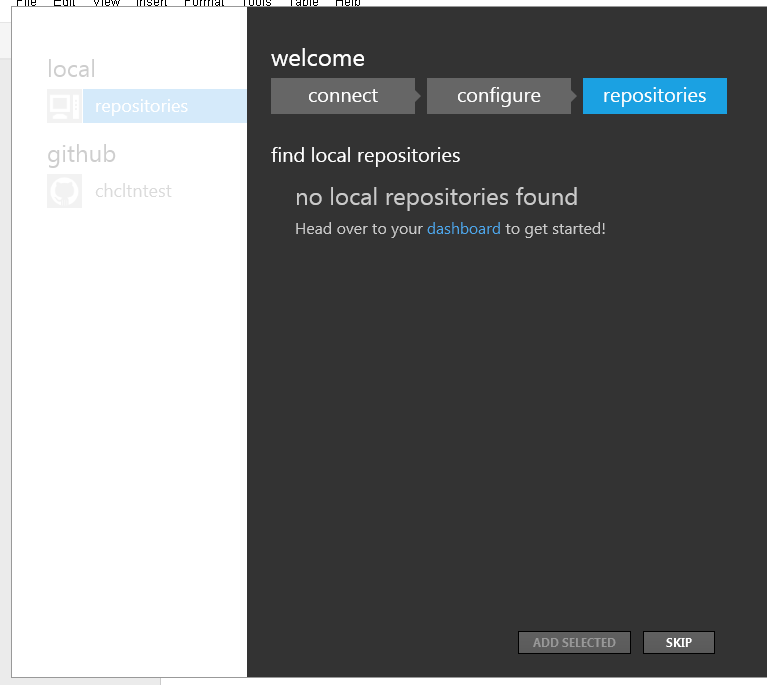 File Edit View Insert Format Tools Table Help
local
repositories
github
chcltntest
welcome
connect configure repositories
find local repositories
no local repositories found
Head over to your dashboard to get started!
ADD SELECTED SKIP